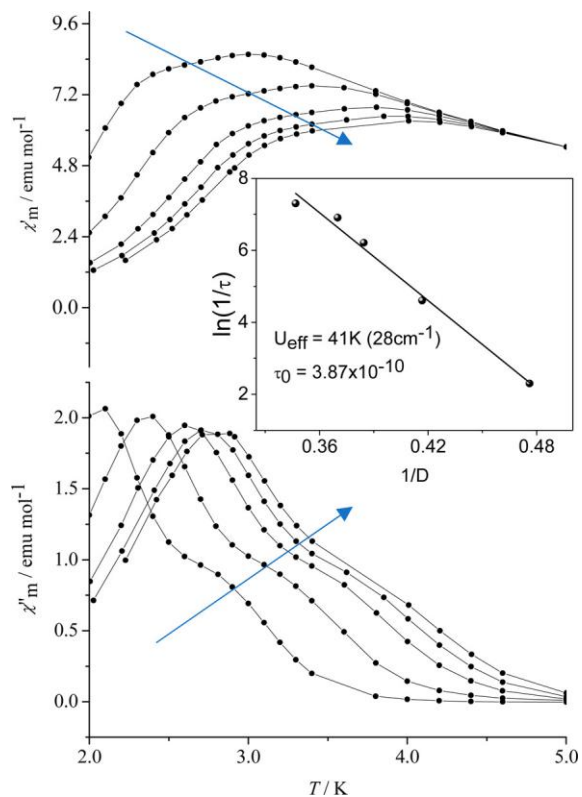 9.6
7.2
4.8
2.4
0.0
χ'm / emu mol⁻¹
8
6
4
2
ln(1/τ)
Ueff = 41K (28cm⁻¹)
τ0 = 3.87x10⁻¹⁰
0.36 0.42 0.48
1/D
2.0
1.5
1.0
0.5
0.0
χ''m / emu mol⁻¹
2.0 3.0 4.0 5.0
T / K